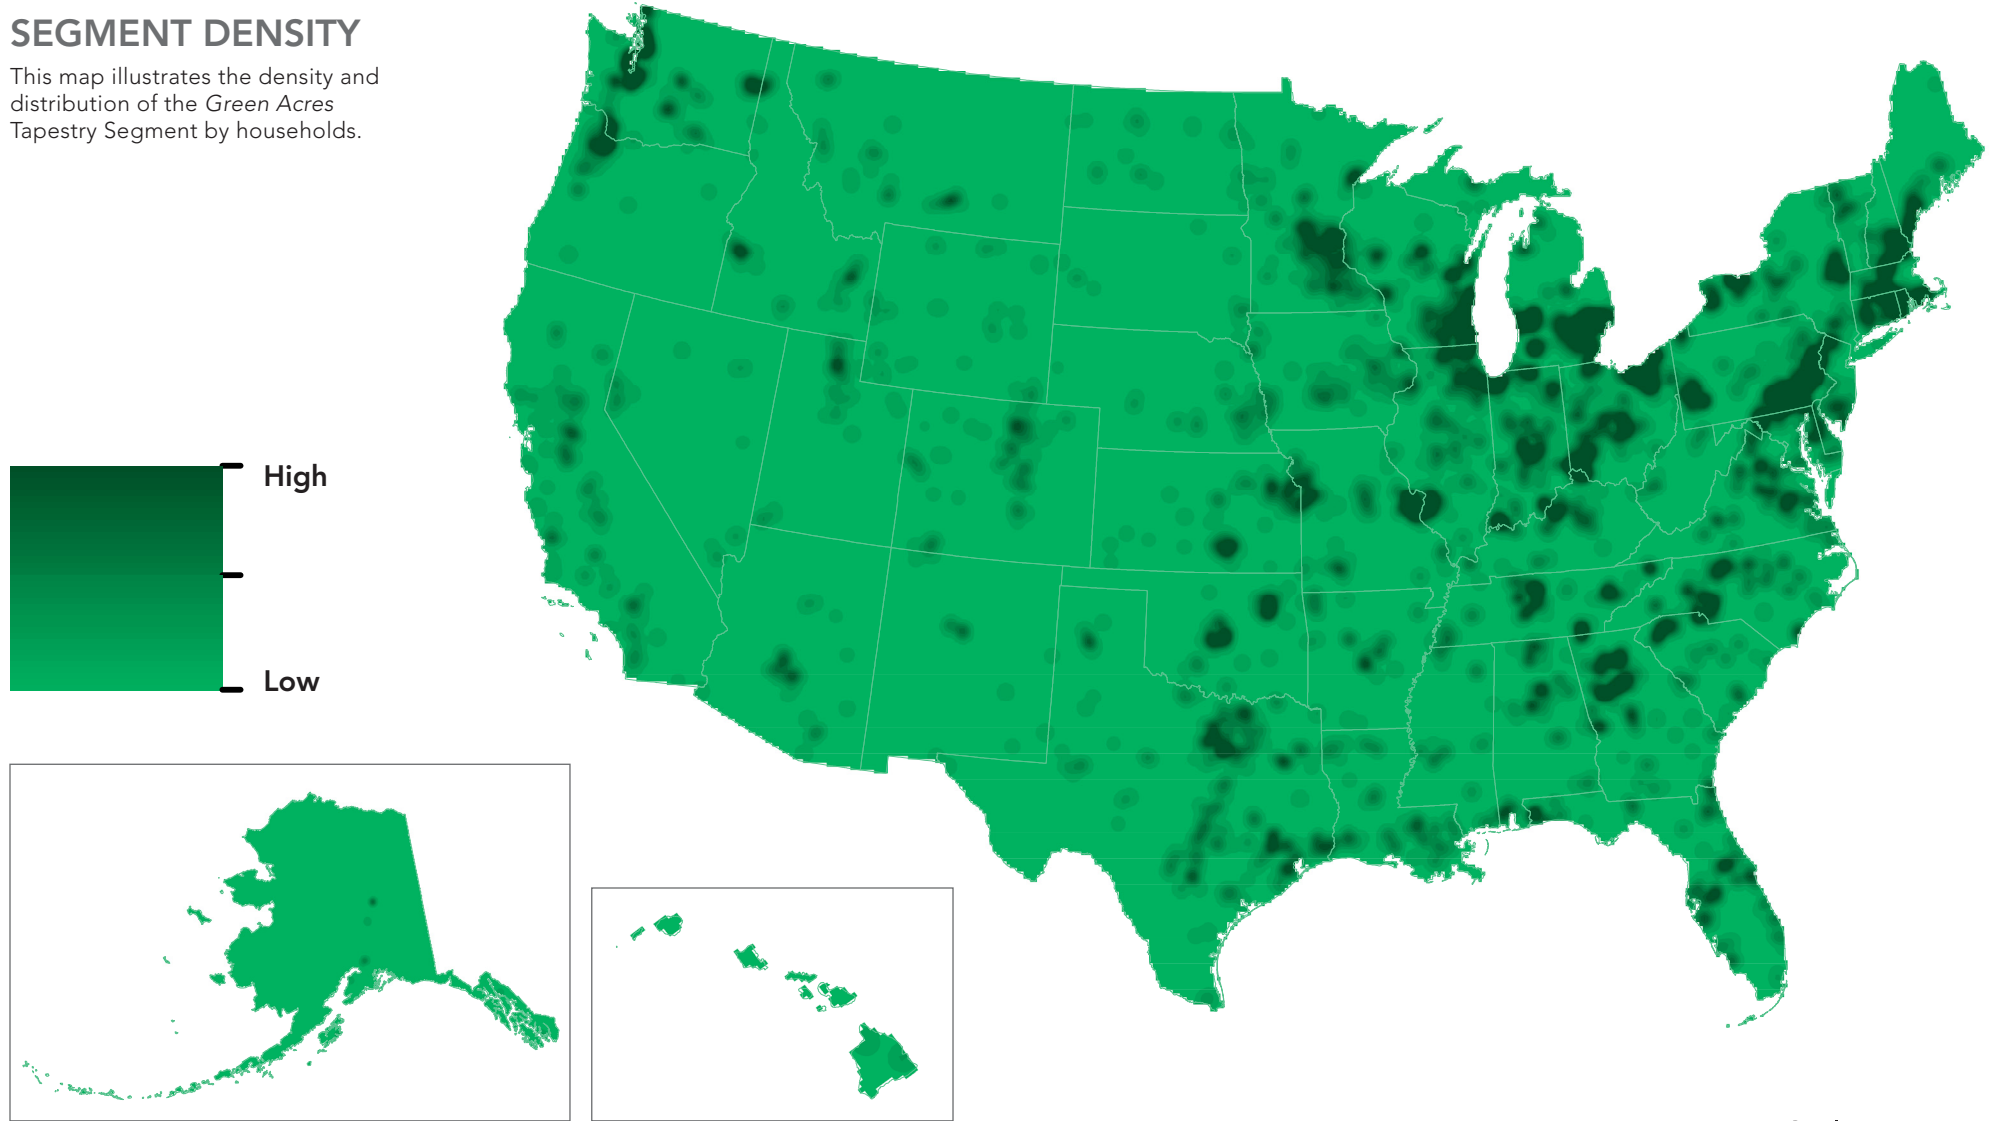 SEGMENT DENSITY
This map illustrates the density and
distribution of the Green Acres
Tapestry Segment by households.
High
Low